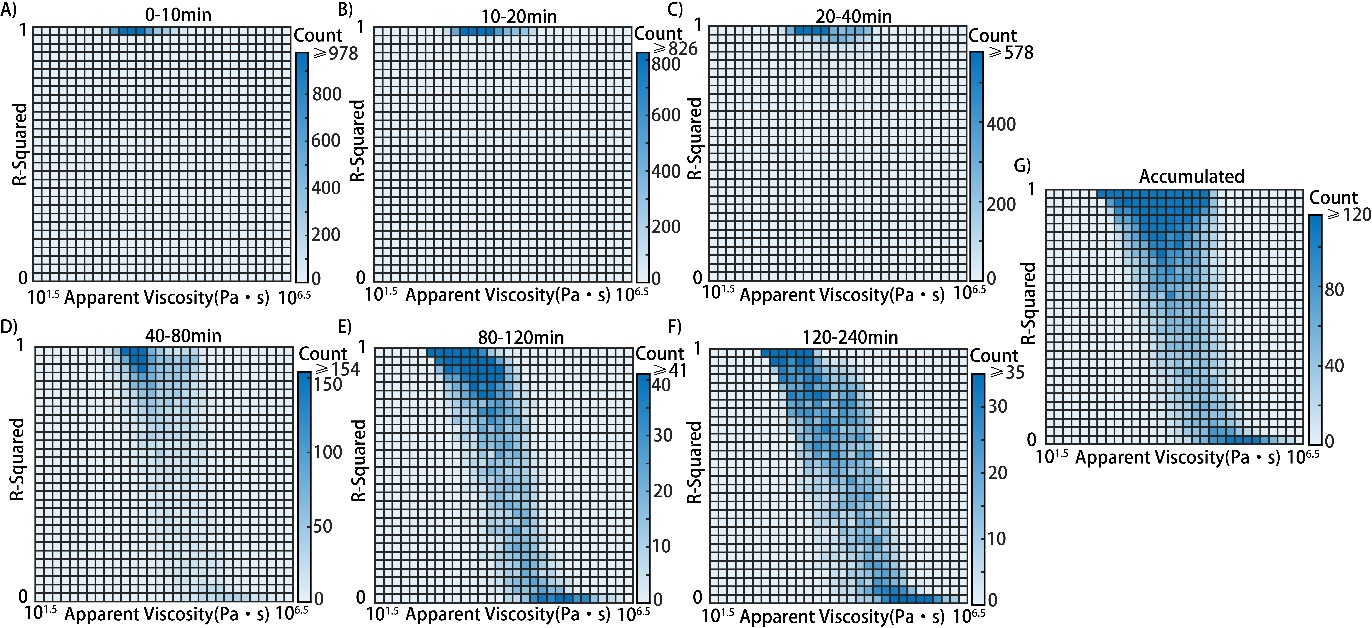 A)
0-10min
1
R-Squared
0
10^1.5 Apparent Viscosity(Pa・s) 10^6.5
Count
⩾978
800
600
400
200
0
B)
10-20min
1
R-Squared
0
10^1.5 Apparent Viscosity(Pa・s) 10^6.5
Count
⩾826
800
600
400
200
0
C)
20-40min
1
R-Squared
0
10^1.5 Apparent Viscosity(Pa・s) 10^6.5
Count
⩾578
400
200
0
D)
40-80min
1
R-Squared
0
10^1.5 Apparent Viscosity(Pa・s) 10^6.5
Count
⩾154
150
100
50
0
E)
80-120min
1
R-Squared
0
10^1.5 Apparent Viscosity(Pa・s) 10^6.5
Count
⩾41
40
30
20
10
0
F)
120-240min
1
R-Squared
0
10^1.5 Apparent Viscosity(Pa・s) 10^6.5
Count
⩾35
30
20
10
0
G)
Accumulated
1
R-Squared
0
10^1.5 Apparent Viscosity(Pa・s) 10^6.5
Count
⩾120
80
40
0